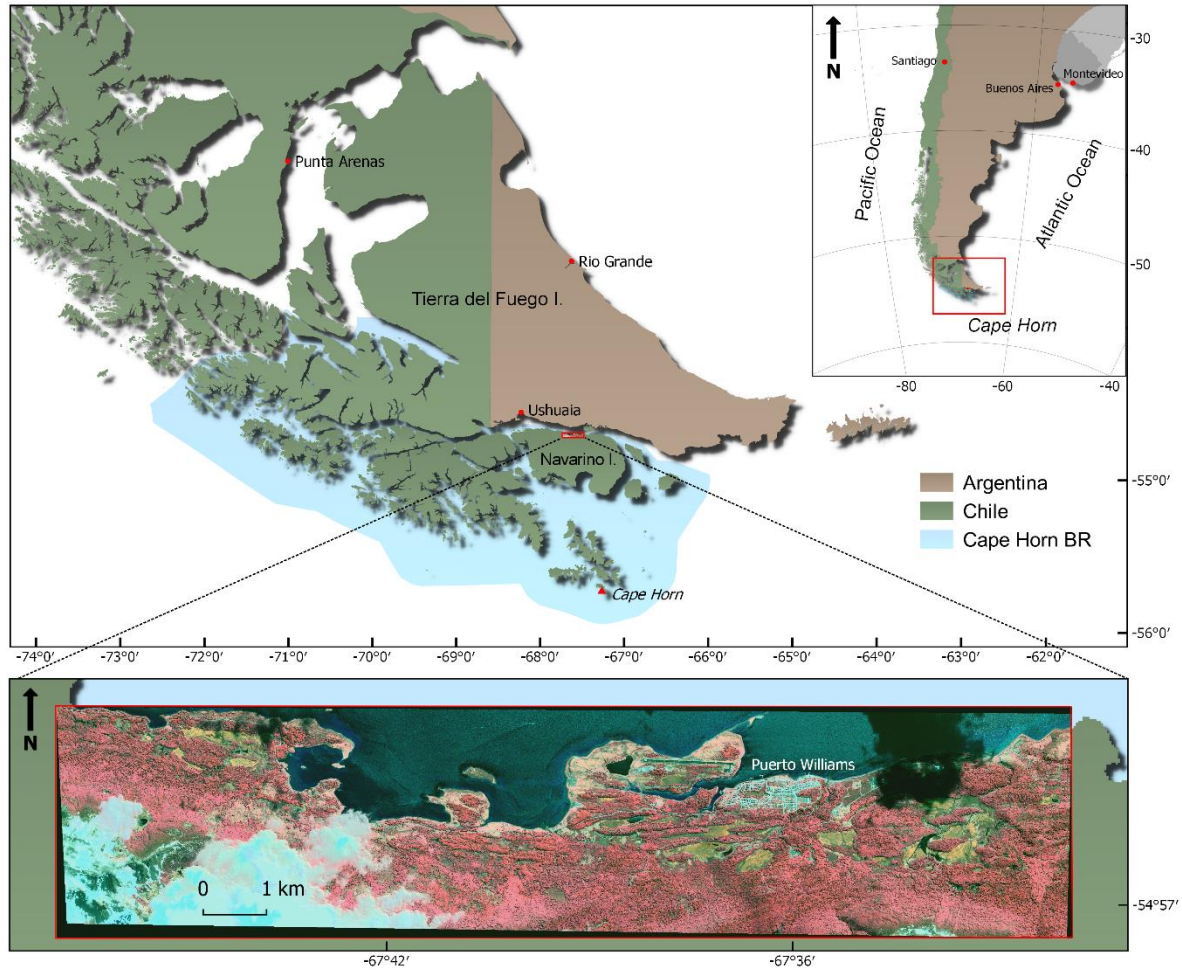 N
Santiago
Montevideo
Buenos Aires
Pacific Ocean
Atlantic Ocean
Cape Horn
-30
-40
-50
-80
-60
-40
Punta Arenas
Rio Grande
Tierra del Fuego I.
Ushuaia
Navarino I.
Cape Horn
Argentina
Chile
Cape Horn BR
-55°0′
-56°0′
-74°0′ -73°0′ -72°0′ -71°0′ -70°0′ -69°0′ -68°0′ -67°0′ -66°0′ -65°0′ -64°0′ -63°0′ -62°0′
N
Puerto Williams
0 1 km
-54°57′
-67°42′ -67°36′